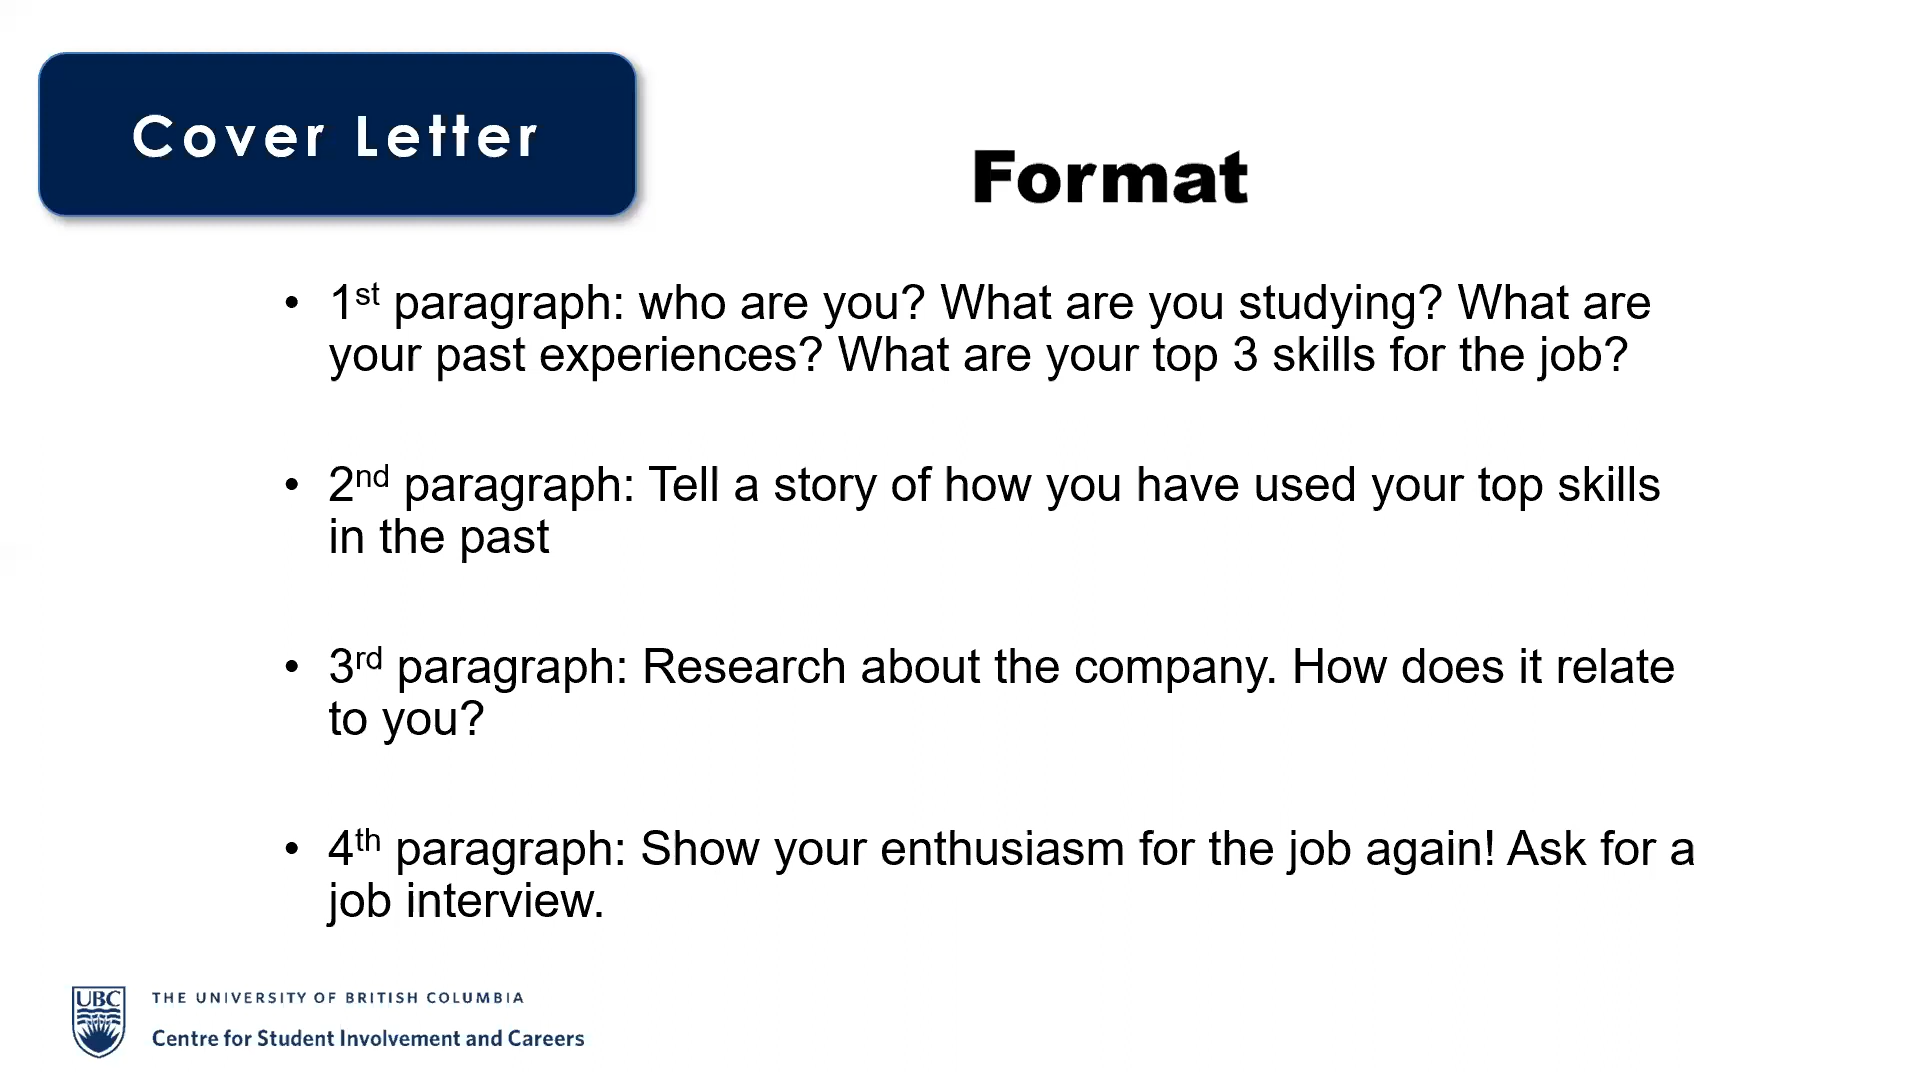 Cover Letter
Format
• 1st paragraph: who are you? What are you studying? What are
your past experiences? What are your top 3 skills for the job?
• 2nd paragraph: Tell a story of how you have used your top skills
in the past
• 3rd paragraph: Research about the company. How does it relate
to you?
• 4th paragraph: Show your enthusiasm for the job again! Ask for a
job interview.
UBC
THE UNIVERSITY OF BRITISH COLUMBIA
Centre for Student Involvement and Careers